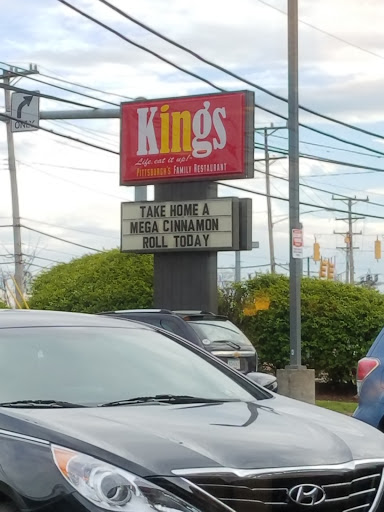 ONLY
Kings
Life, eat it up!
PITTSBURGH'S FAMILY RESTAURANT
TAKE HOME A
MEGA CINNAMON
ROLL TODAY